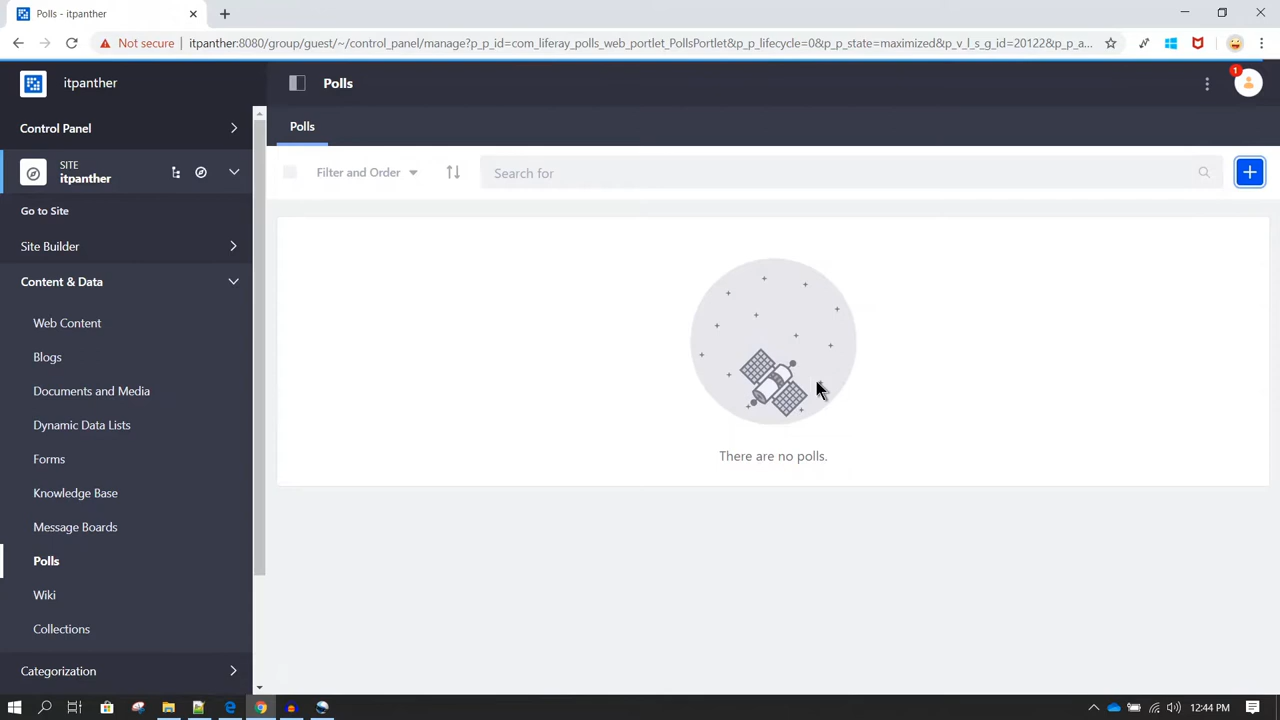 Polls - itpanther
Not secure
itpanther:8080/group/guest/~/control_panel/manage?p_p_id=com_liferay_polls_web_portlet_PollsPortlet&p_p_lifecycle=0&p_p_state=maximized&p_v_l_s_g_id=20122&p_p_a...
itpanther
Polls
1
Control Panel
Polls
SITE
itpanther
Filter and Order
Search for
Go to Site
Site Builder
Content & Data
Web Content
Blogs
Documents and Media
Dynamic Data Lists
There are no polls.
Forms
Knowledge Base
Message Boards
Polls
Wiki
Collections
Categorization
12:44 PM